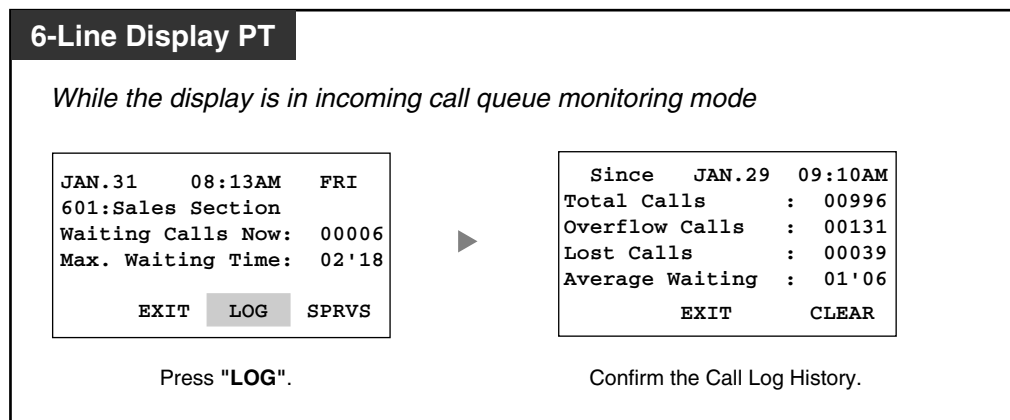 6-Line Display PT
While the display is in incoming call queue monitoring mode
JAN.31 08:13AM FRI
601:Sales Section
Waiting Calls Now: 00006
Max. Waiting Time: 02'18
EXIT LOG SPRVS
Press "LOG".
Since JAN.29 09:10AM
Total Calls : 00996
Overflow Calls : 00131
Lost Calls : 00039
Average Waiting : 01'06
EXIT CLEAR
Confirm the Call Log History.